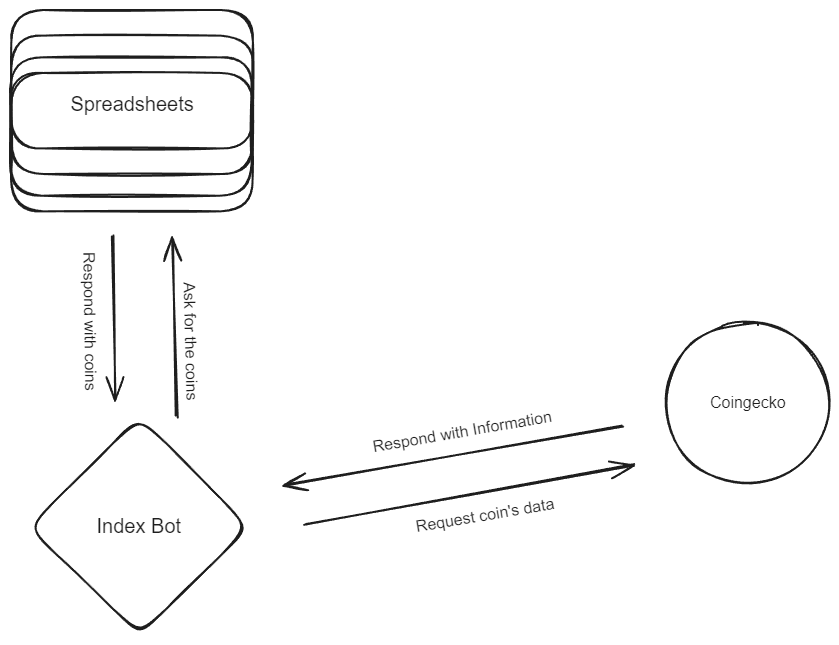 Spreadsheets
Respond with coins
Ask for the coins
Coingecko
Respond with Information
Request coin's data
Index Bot